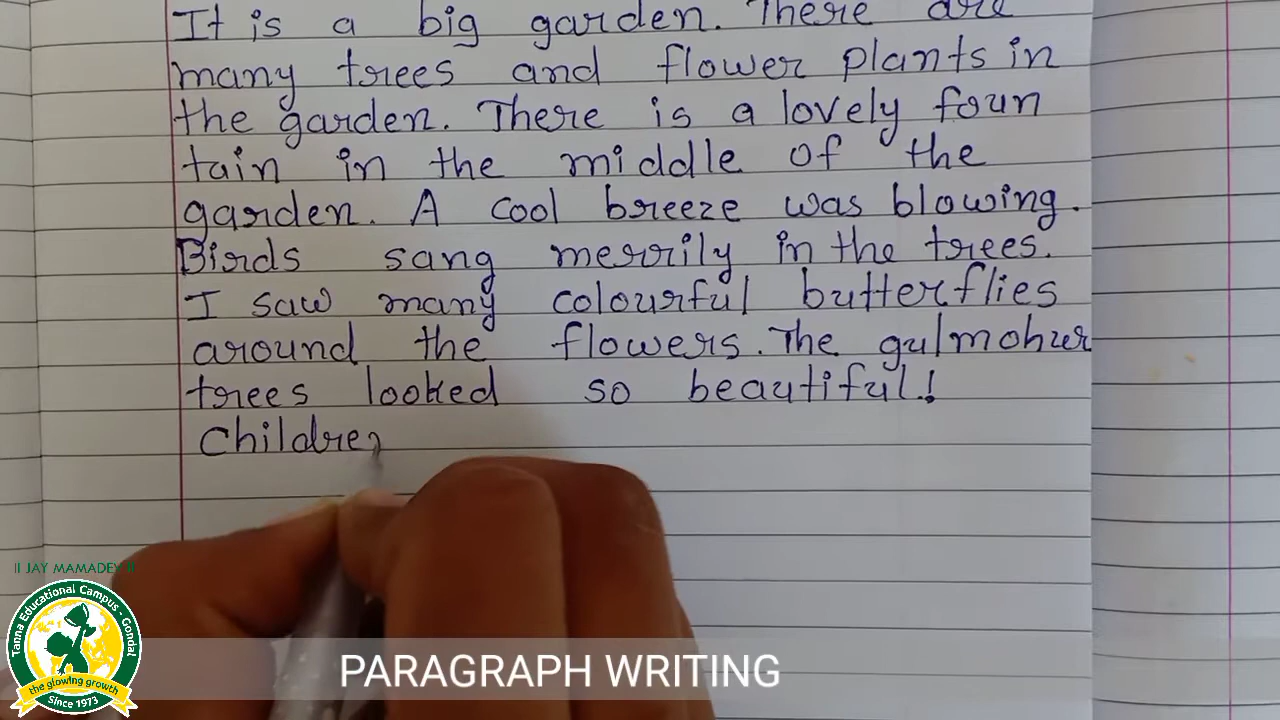 It is a big garden. There are
many trees and flower plants in
the garden. There is a lovely foun
tain in the middle of the
garden. A cool breeze was blowing.
Birds sang merrily in the trees.
I saw many colourful butterflies
around the flowers. The gulmohur
trees looked so beautiful!
Children
II JAY MAMADEV II
Tanna Educational Campus - Gondal
the glowing growth
Since 1973
PARAGRAPH WRITING